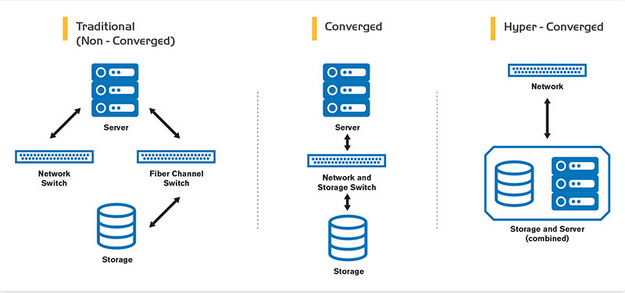 Traditional
(Non - Converged)
Server
Network
Switch
Fiber Channel
Switch
Storage
Converged
Server
Network and
Storage Switch
Storage
Hyper - Converged
Network
Storage and Server
(combined)